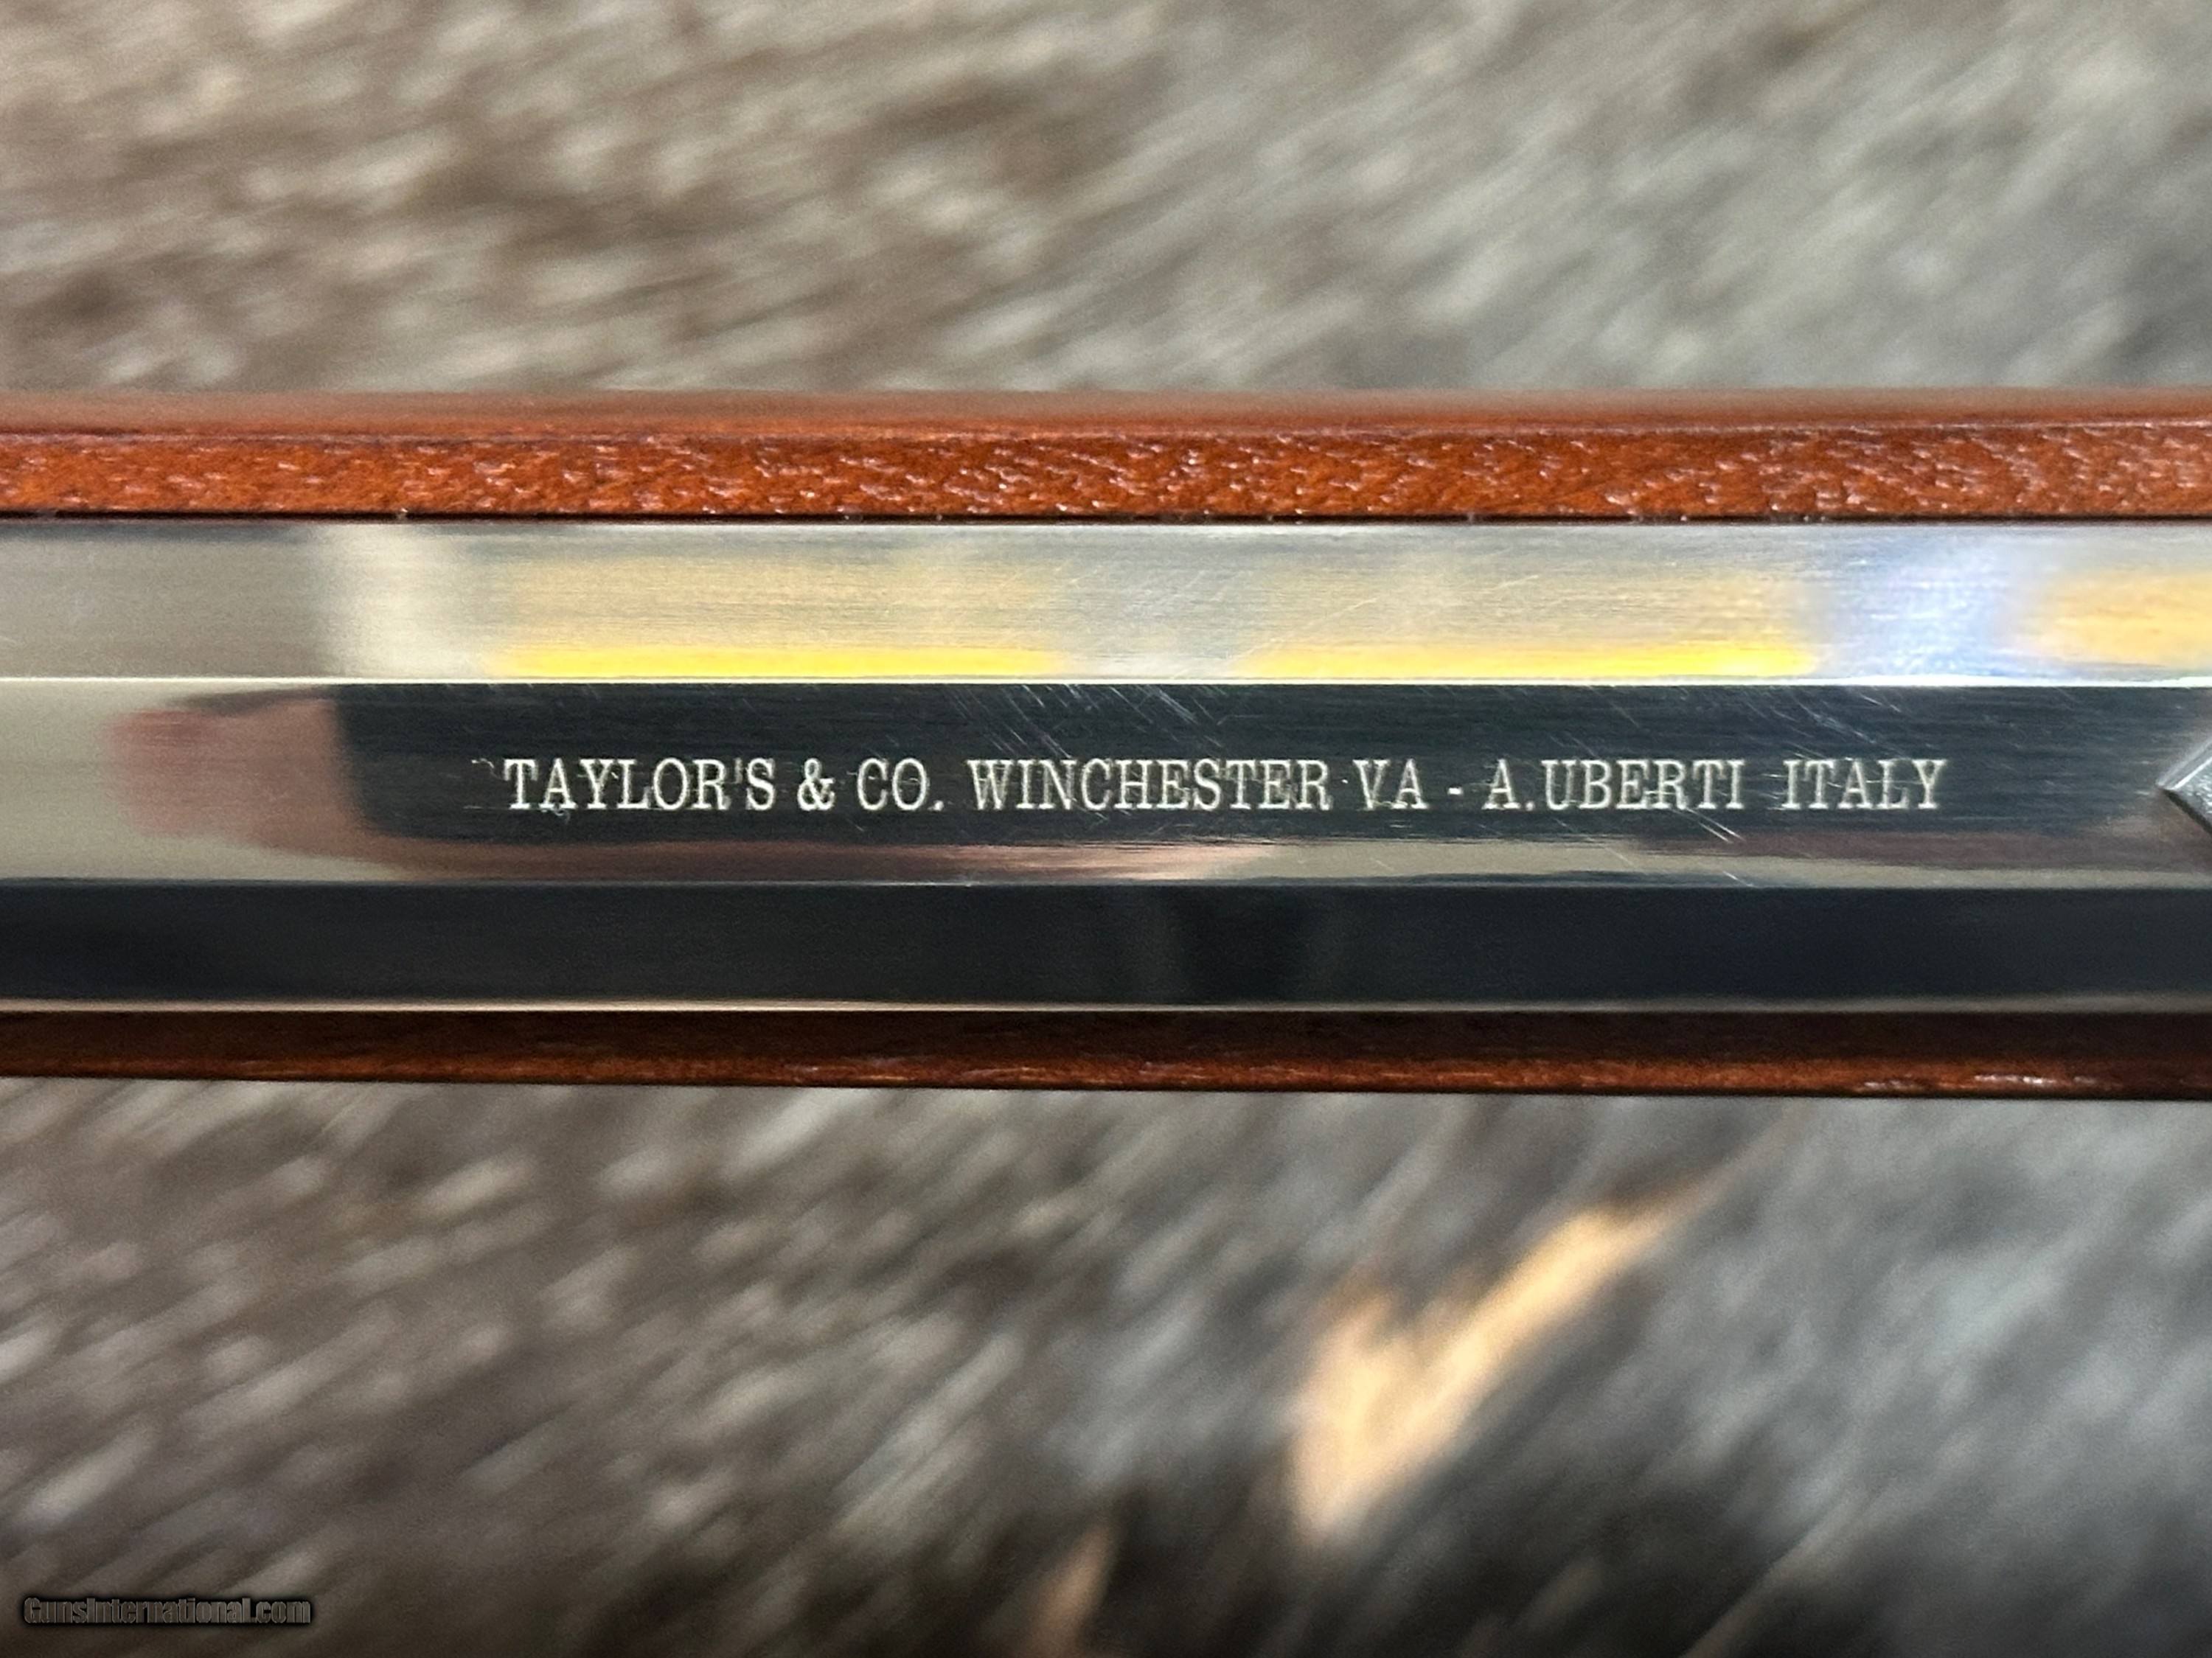 TAYLOR'S & CO. WINCHESTER VA - A.UBERTI ITALY
GunsInternational.com